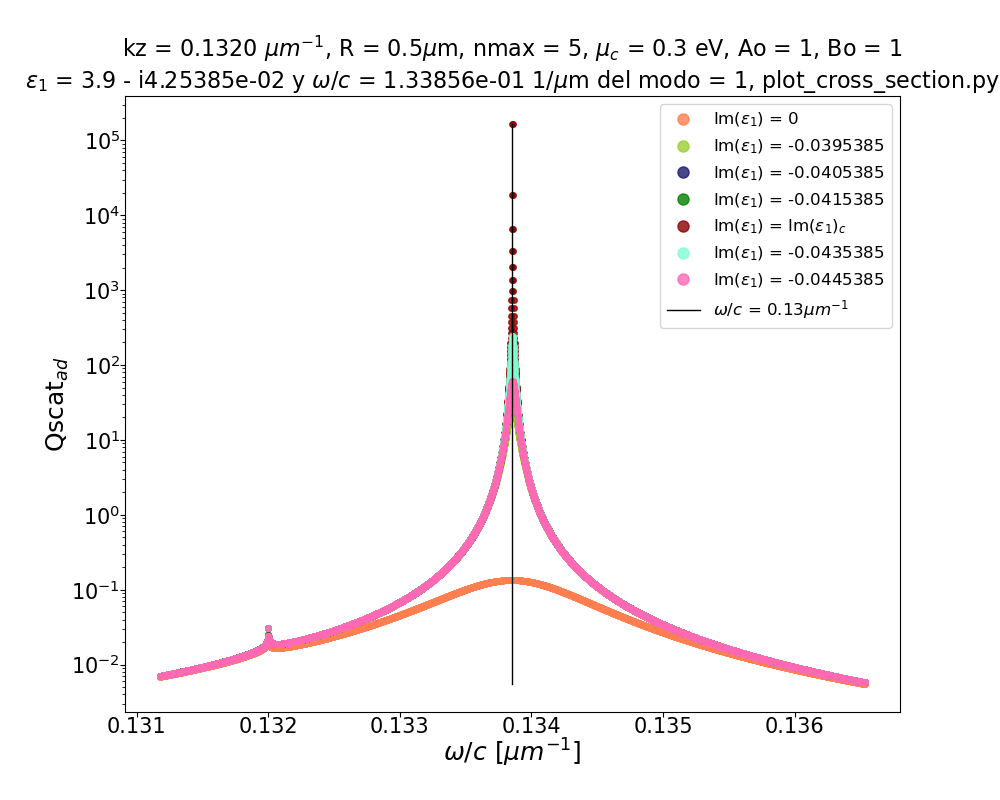 kz = 0.1320 μm⁻¹, R = 0.5μm, nmax = 5, μ_c = 0.3 eV, Ao = 1, Bo = 1
ε₁ = 3.9 - i4.25385e-02 y ω/c = 1.33856e-01 1/μm del modo = 1, plot_cross_section.py
Im(ε₁) = 0
Im(ε₁) = -0.0395385
Im(ε₁) = -0.0405385
Im(ε₁) = -0.0415385
Im(ε₁) = Im(ε₁)_c
Im(ε₁) = -0.0435385
Im(ε₁) = -0.0445385
ω/c = 0.13μm⁻¹
10⁵
10⁴
10³
10²
10¹
10⁰
10⁻¹
10⁻²
Qscat_ad
0.131 0.132 0.133 0.134 0.135 0.136
ω/c [μm⁻¹]